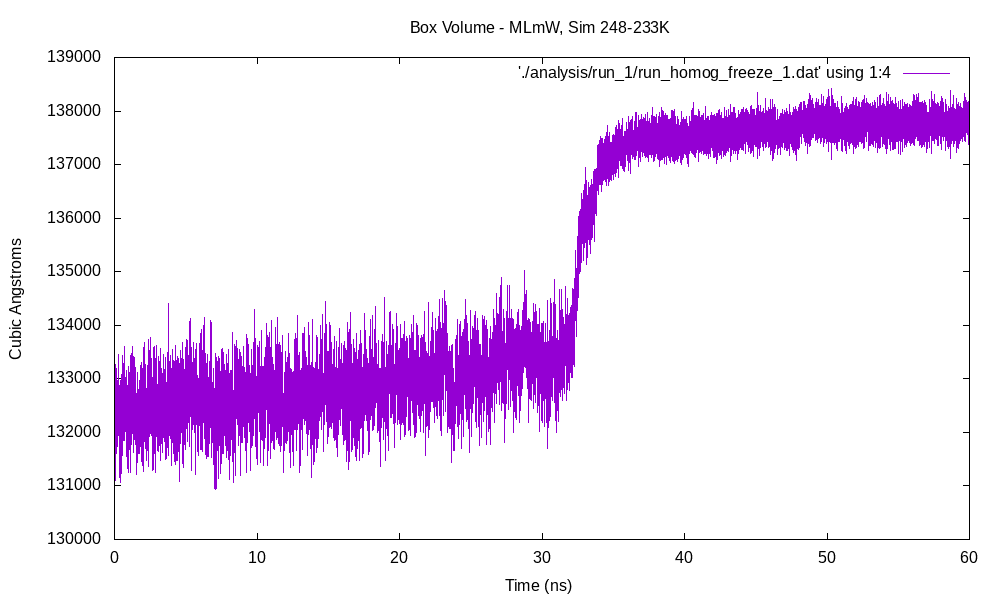 Box Volume - MLmW, Sim 248-233K
'./analysis/run_1/run_homog_freeze_1.dat' using 1:4
139000
138000
137000
136000
135000
134000
133000
132000
131000
130000
Cubic Angstroms
0 10 20 30 40 50 60
Time (ns)